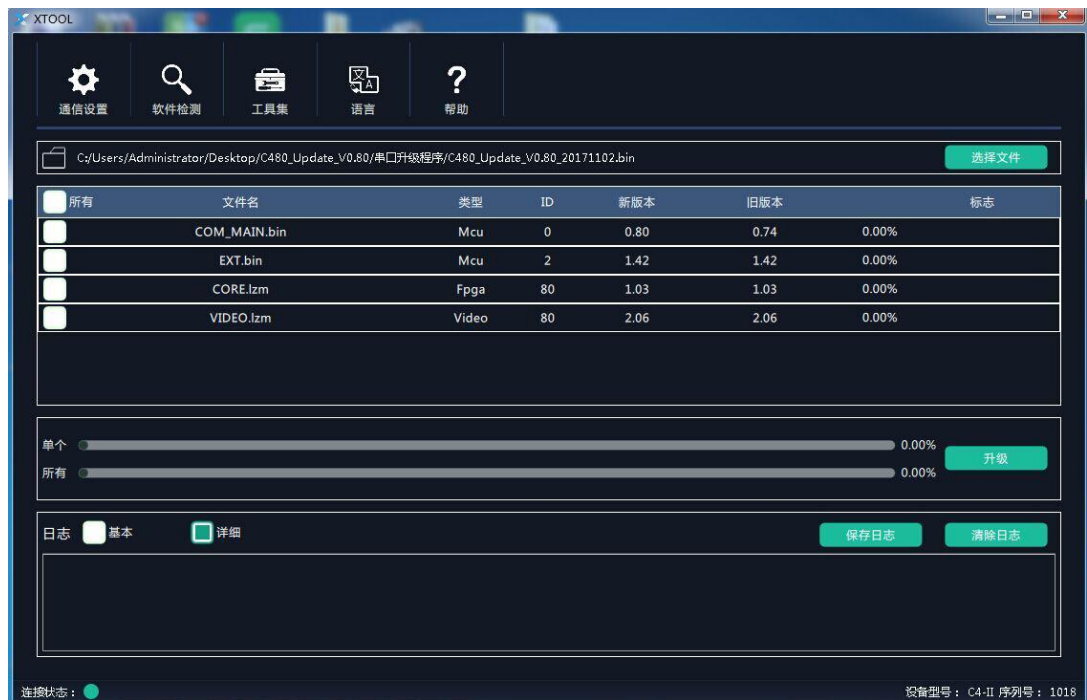 XTOOL
通信设置 软件检测 工具集 语言 帮助
C:/Users/Administrator/Desktop/C480_Update_V0.80/串口升级程序/C480_Update_V0.80_20171102.bin 选择文件
所有 文件名 类型 ID 新版本 旧版本 标志
COM_MAIN.bin Mcu 0 0.80 0.74 0.00%
EXT.bin Mcu 2 1.42 1.42 0.00%
CORE.lzm Fpga 80 1.03 1.03 0.00%
VIDEO.lzm Video 80 2.06 2.06 0.00%
单个 0.00%
升级
所有 0.00%
日志 基本 详细 保存日志 清除日志
连接状态： 设备型号： C4-II 序列号： 1018